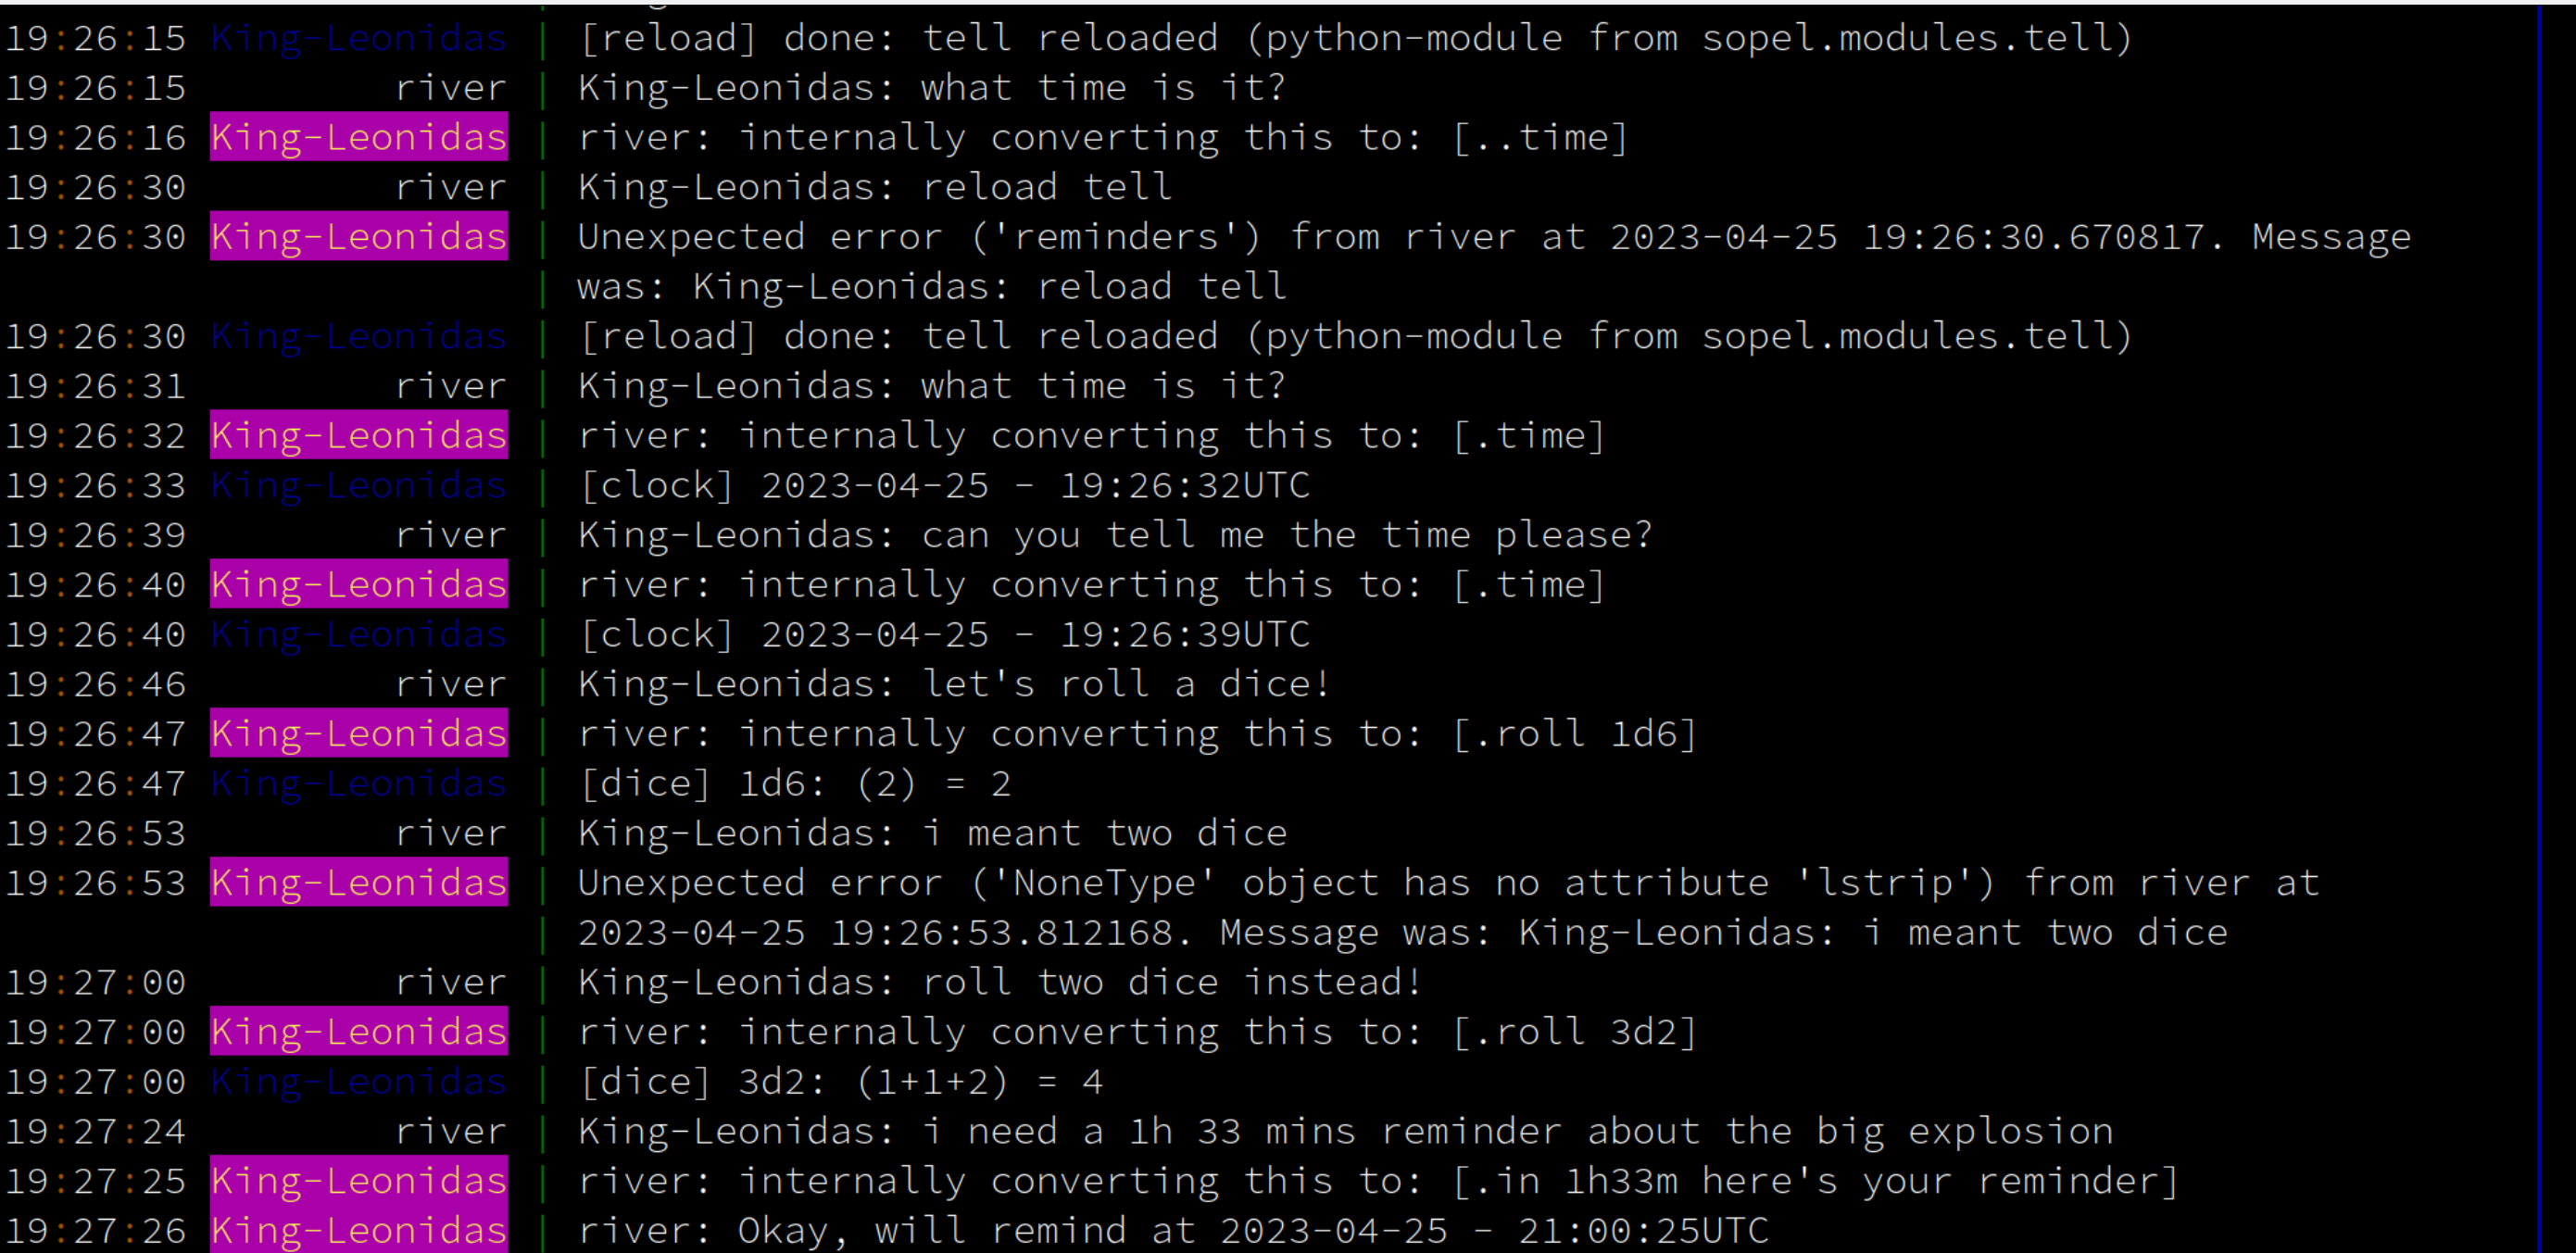 19:26:15 King-Leonidas | [reload] done: tell reloaded (python-module from sopel.modules.tell)
19:26:15 river | King-Leonidas: what time is it?
19:26:16 King-Leonidas | river: internally converting this to: [..time]
19:26:30 river | King-Leonidas: reload tell
19:26:30 King-Leonidas | Unexpected error ('reminders') from river at 2023-04-25 19:26:30.670817. Message
| was: King-Leonidas: reload tell
19:26:30 King-Leonidas | [reload] done: tell reloaded (python-module from sopel.modules.tell)
19:26:31 river | King-Leonidas: what time is it?
19:26:32 King-Leonidas | river: internally converting this to: [.time]
19:26:33 King-Leonidas | [clock] 2023-04-25 - 19:26:32UTC
19:26:39 river | King-Leonidas: can you tell me the time please?
19:26:40 King-Leonidas | river: internally converting this to: [.time]
19:26:40 King-Leonidas | [clock] 2023-04-25 - 19:26:39UTC
19:26:46 river | King-Leonidas: let's roll a dice!
19:26:47 King-Leonidas | river: internally converting this to: [.roll 1d6]
19:26:47 King-Leonidas | [dice] 1d6: (2) = 2
19:26:53 river | King-Leonidas: i meant two dice
19:26:53 King-Leonidas | Unexpected error ('NoneType' object has no attribute 'lstrip') from river at
| 2023-04-25 19:26:53.812168. Message was: King-Leonidas: i meant two dice
19:27:00 river | King-Leonidas: roll two dice instead!
19:27:00 King-Leonidas | river: internally converting this to: [.roll 3d2]
19:27:00 King-Leonidas | [dice] 3d2: (1+1+2) = 4
19:27:24 river | King-Leonidas: i need a 1h 33 mins reminder about the big explosion
19:27:25 King-Leonidas | river: internally converting this to: [.in 1h33m here's your reminder]
19:27:26 King-Leonidas | river: Okay, will remind at 2023-04-25 - 21:00:25UTC